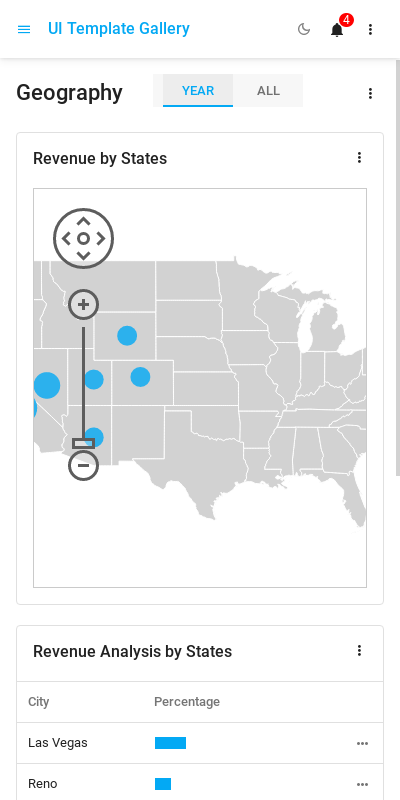 UI Template Gallery
4
Geography
YEAR
ALL
Revenue by States
Revenue Analysis by States
City
Percentage
Las Vegas
Reno